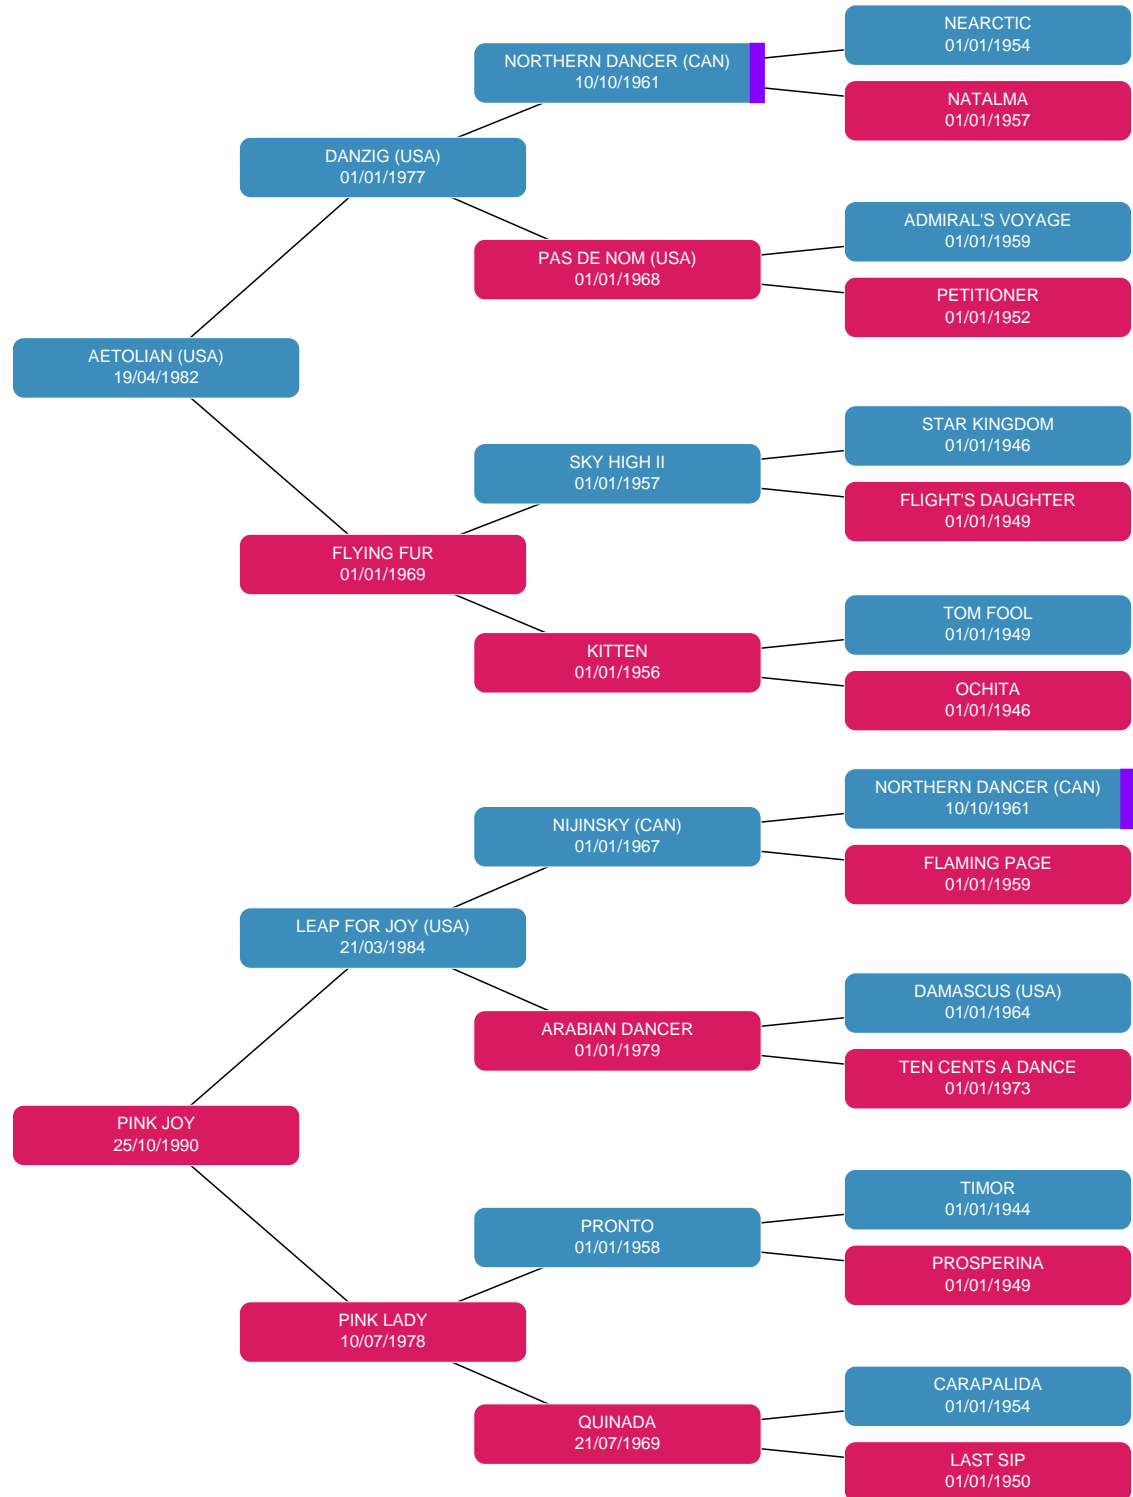 NEARCTIC
01/01/1954
NORTHERN DANCER (CAN)
10/10/1961
NATALMA
01/01/1957
DANZIG (USA)
01/01/1977
ADMIRAL'S VOYAGE
01/01/1959
PAS DE NOM (USA)
01/01/1968
PETITIONER
01/01/1952
AETOLIAN (USA)
19/04/1982
STAR KINGDOM
01/01/1946
SKY HIGH II
01/01/1957
FLIGHT'S DAUGHTER
01/01/1949
FLYING FUR
01/01/1969
TOM FOOL
01/01/1949
KITTEN
01/01/1956
OCHITA
01/01/1946
NORTHERN DANCER (CAN)
10/10/1961
NIJINSKY (CAN)
01/01/1967
FLAMING PAGE
01/01/1959
LEAP FOR JOY (USA)
21/03/1984
DAMASCUS (USA)
01/01/1964
ARABIAN DANCER
01/01/1979
TEN CENTS A DANCE
01/01/1973
PINK JOY
25/10/1990
TIMOR
01/01/1944
PRONTO
01/01/1958
PROSPERINA
01/01/1949
PINK LADY
10/07/1978
CARAPALIDA
01/01/1954
QUINADA
21/07/1969
LAST SIP
01/01/1950